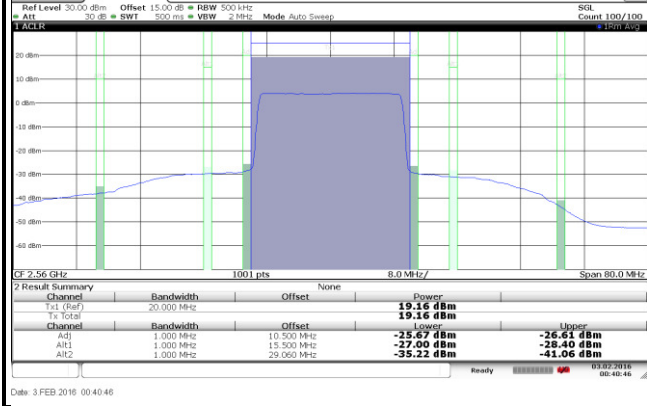 Ref Level 30.00 dBm Offset 15.00 dB RBW 500 kHz SGL
Att 30 dB SWT 500 ms VBW 2 MHz Mode Auto Sweep Count 100/100
1 ACLR 1Rm Avg
20 dBm
10 dBm
0 dBm
-10 dBm
-20 dBm
-30 dBm
-40 dBm
-50 dBm
-60 dBm
CF 2.56 GHz 1001 pts 8.0 MHz/ Span 80.0 MHz
2 Result Summary None
Channel Bandwidth Offset Power
Tx1 (Ref) 20.000 MHz 19.16 dBm
Tx Total 19.16 dBm
Channel Bandwidth Offset Lower Upper
Adj 1.000 MHz 10.500 MHz -25.67 dBm -26.61 dBm
Alt1 1.000 MHz 15.500 MHz -27.00 dBm -28.40 dBm
Alt2 1.000 MHz 29.060 MHz -35.22 dBm -41.06 dBm
Ready 03.02.2016
00:40:46
Date: 3.FEB.2016 00:40:46